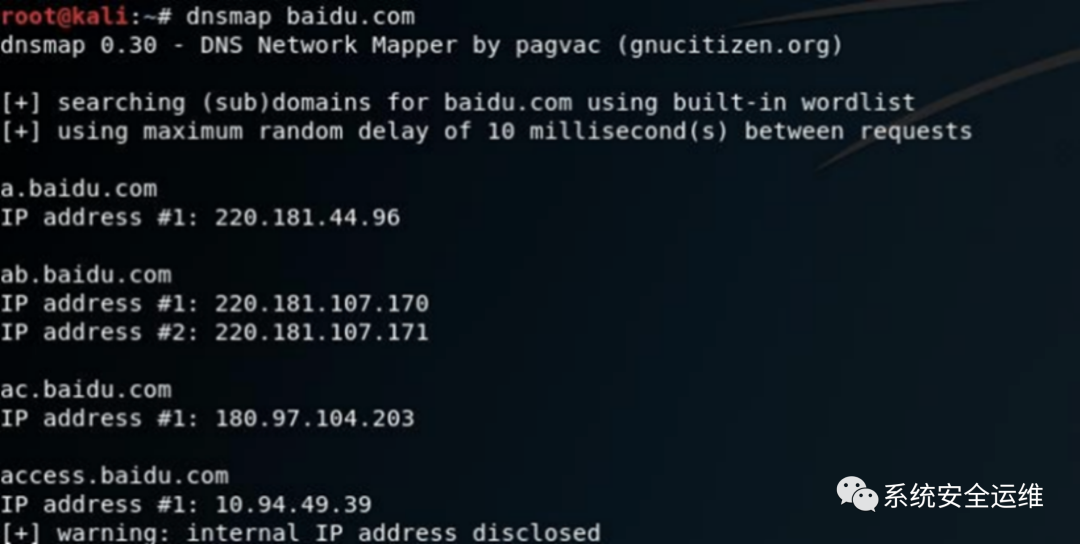 root@kali:~# dnsmap baidu.com
dnsmap 0.30 - DNS Network Mapper by pagvac (gnucitizen.org)
[+] searching (sub)domains for baidu.com using built-in wordlist
[+] using maximum random delay of 10 millisecond(s) between requests
a.baidu.com
IP address #1: 220.181.44.96
ab.baidu.com
IP address #1: 220.181.107.170
IP address #2: 220.181.107.171
ac.baidu.com
IP address #1: 180.97.104.203
access.baidu.com
IP address #1: 10.94.49.39
[+] warning: internal IP address disclosed
系统安全运维